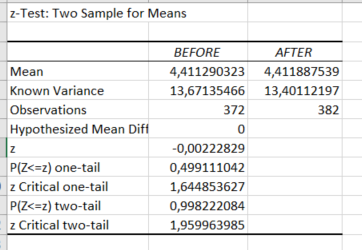 z-Test: Two Sample for Means
BEFORE AFTER
Mean 4,411290323 4,411887539
Known Variance 13,67135466 13,40112197
Observations 372 382
Hypothesized Mean Diff 0
z -0,00222829
P(Z<=z) one-tail 0,499111042
z Critical one-tail 1,644853627
P(Z<=z) two-tail 0,998222084
z Critical two-tail 1,959963985